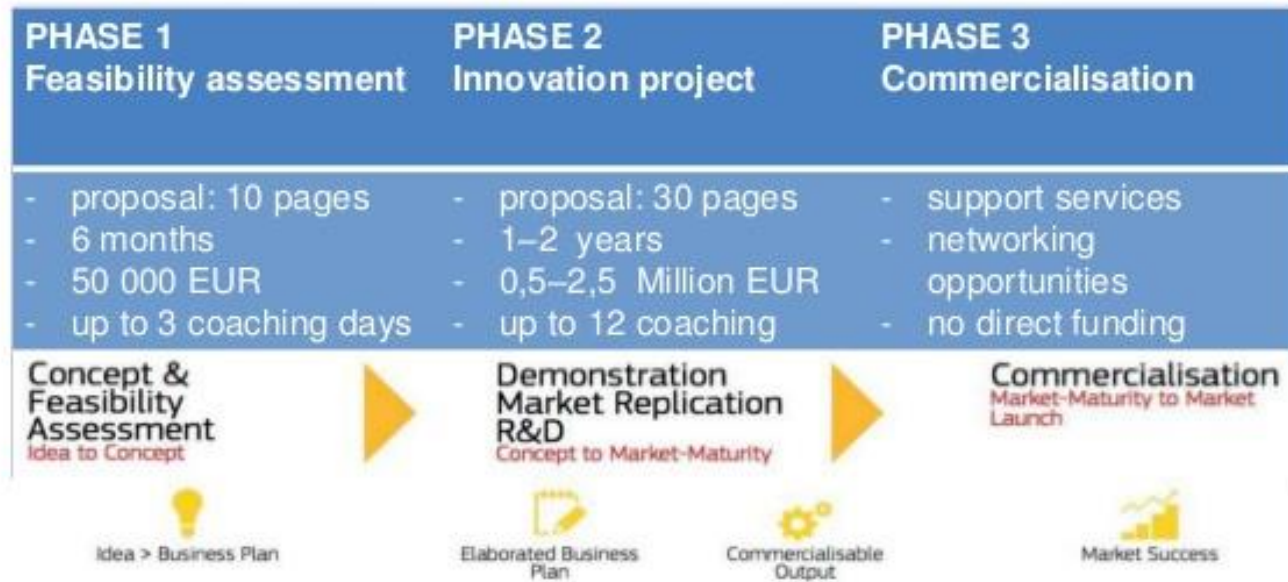 PHASE 1
Feasibility assessment
PHASE 2
Innovation project
PHASE 3
Commercialisation
- proposal: 10 pages
- 6 months
- 50 000 EUR
- up to 3 coaching days
- proposal: 30 pages
- 1–2 years
- 0,5–2,5 Million EUR
- up to 12 coaching
- support services
- networking
opportunities
- no direct funding
Concept &
Feasibility
Assessment
Idea to Concept
Demonstration
Market Replication
R&D
Concept to Market-Maturity
Commercialisation
Market-Maturity to Market
Launch
Idea > Business Plan
Elaborated Business
Plan
Commercialisable
Output
Market Success